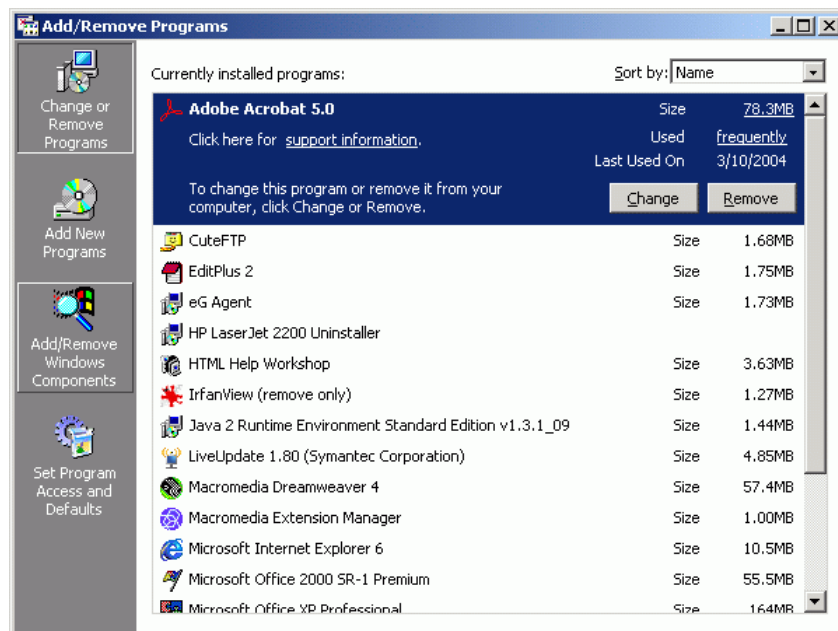 Add/Remove Programs
Change or
Remove
Programs
Add New
Programs
Add/Remove
Windows
Components
Set Program
Access and
Defaults
Currently installed programs:
Sort by: Name
Adobe Acrobat 5.0 Size 78.3MB
Click here for support information. Used frequently
Last Used On 3/10/2004
To change this program or remove it from your
computer, click Change or Remove.
Change Remove
CuteFTP Size 1.68MB
EditPlus 2 Size 1.75MB
eG Agent Size 1.73MB
HP LaserJet 2200 Uninstaller
HTML Help Workshop Size 3.63MB
IrfanView (remove only) Size 1.27MB
Java 2 Runtime Environment Standard Edition v1.3.1_09 Size 1.44MB
LiveUpdate 1.80 (Symantec Corporation) Size 4.85MB
Macromedia Dreamweaver 4 Size 57.4MB
Macromedia Extension Manager Size 1.00MB
Microsoft Internet Explorer 6 Size 10.5MB
Microsoft Office 2000 SR-1 Premium Size 55.5MB
Microsoft Office XP Professional Size 164MB